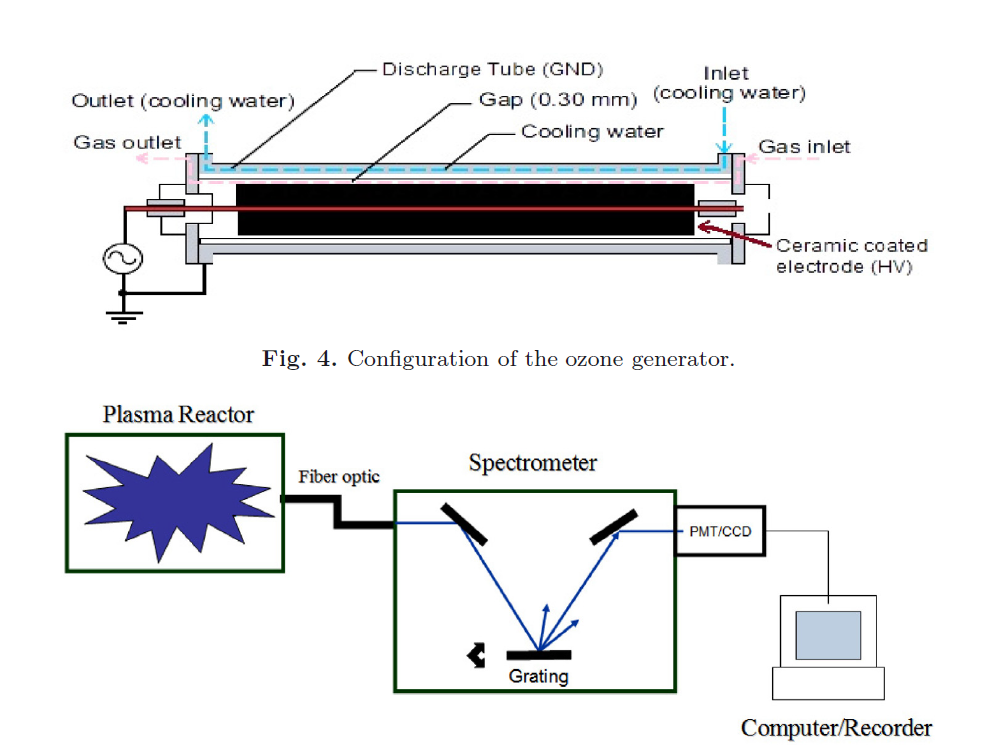 Discharge Tube (GND)
Inlet
(cooling water)
Outlet (cooling water)
Gap (0.30 mm)
Cooling water
Gas outlet
Gas inlet
Ceramic coated
electrode (HV)
Fig. 4. Configuration of the ozone generator.
Plasma Reactor
Fiber optic
Spectrometer
PMT/CCD
Grating
Computer/Recorder